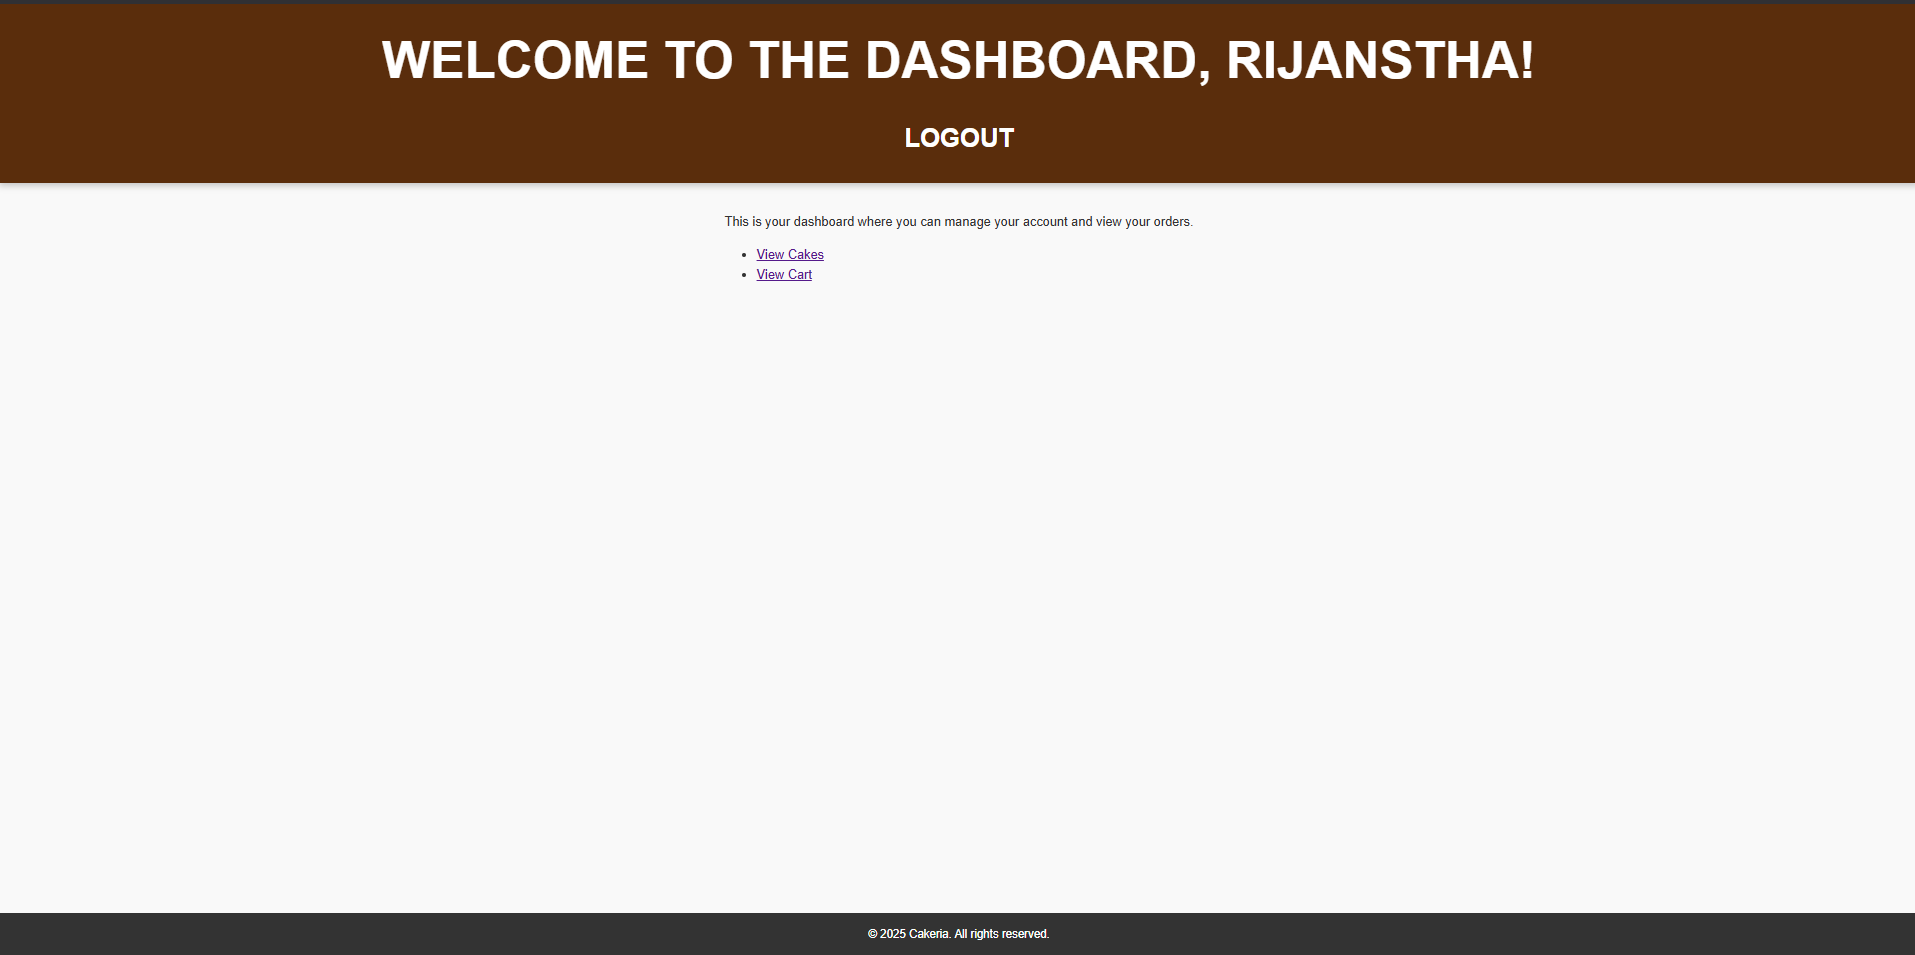 WELCOME TO THE DASHBOARD, RIJANSTHA!
LOGOUT
This is your dashboard where you can manage your account and view your orders.
View Cakes
View Cart
© 2025 Cakeria. All rights reserved.